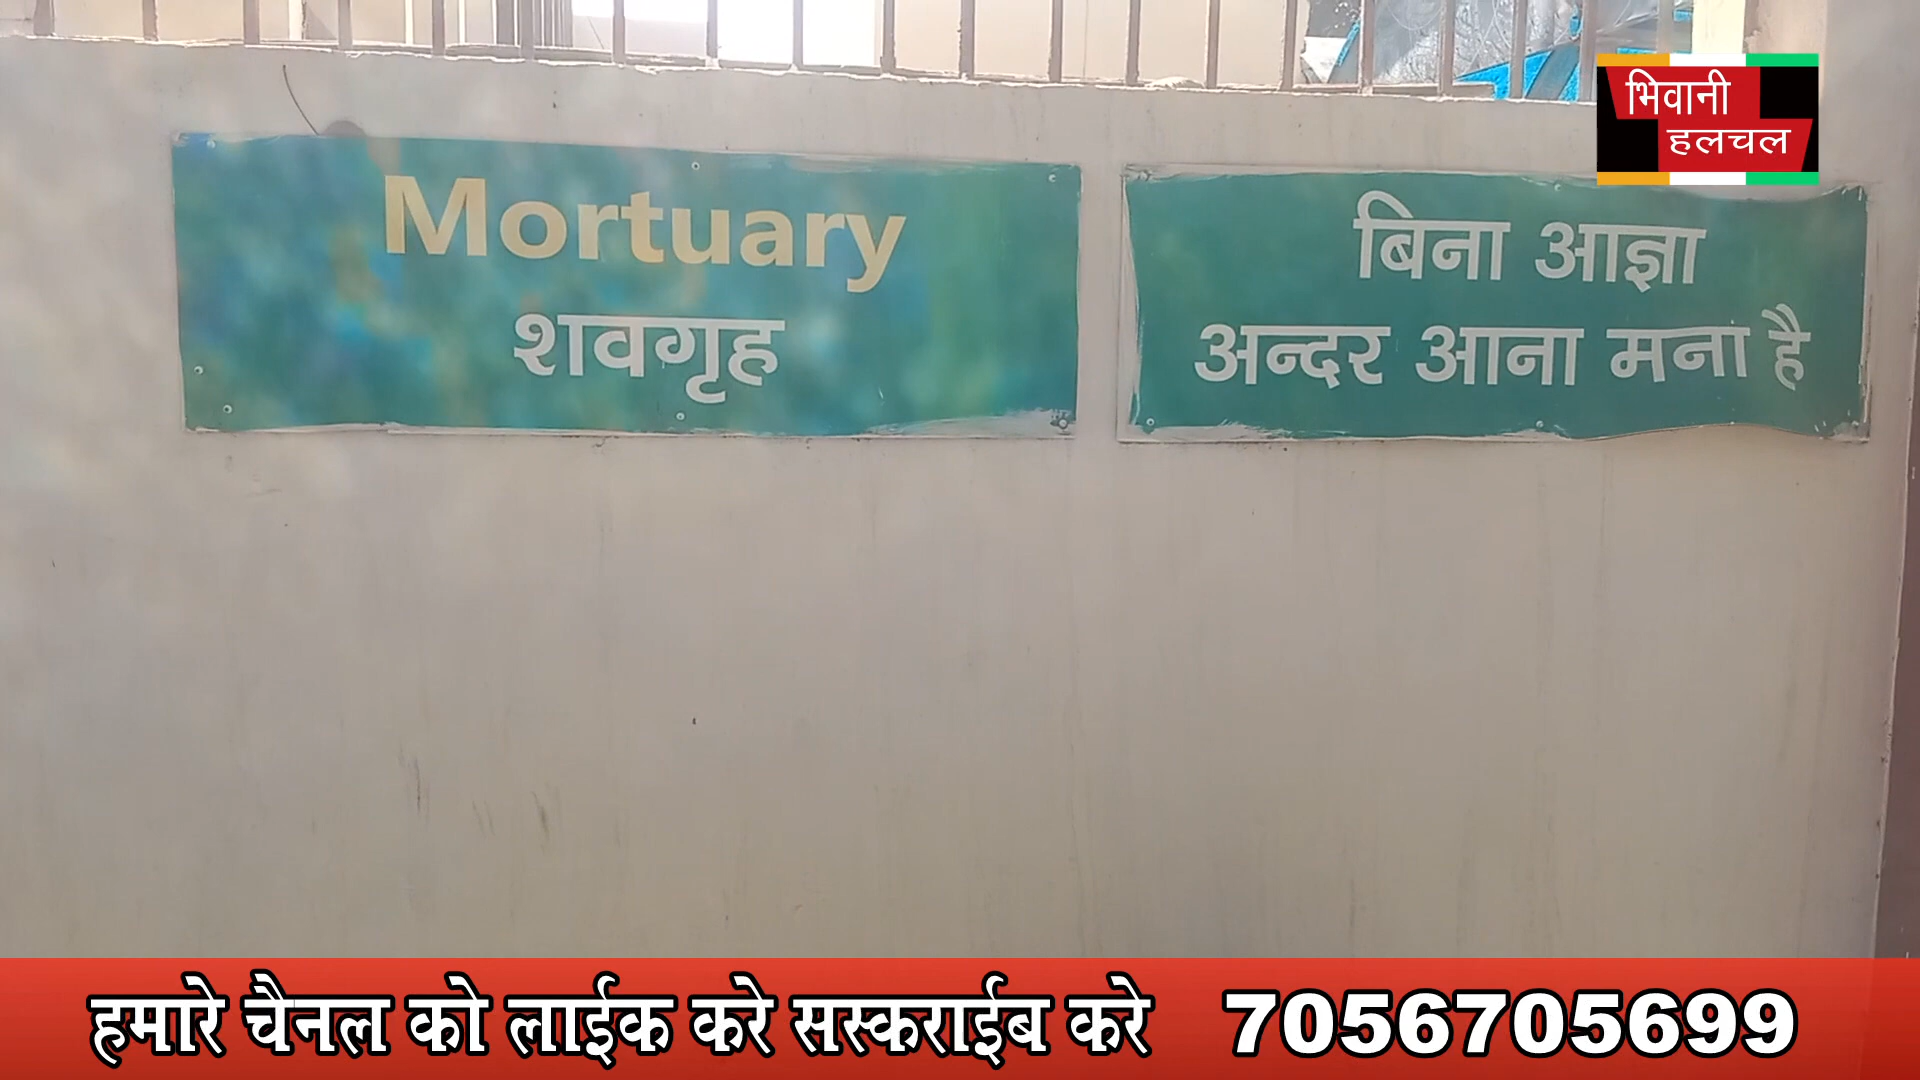 भिवानी
हलचल
Mortuary
शवगृह
बिना आज्ञा
अन्दर आना मना है
हमारे चैनल को लाईक करे सस्कराईब करे 7056705699